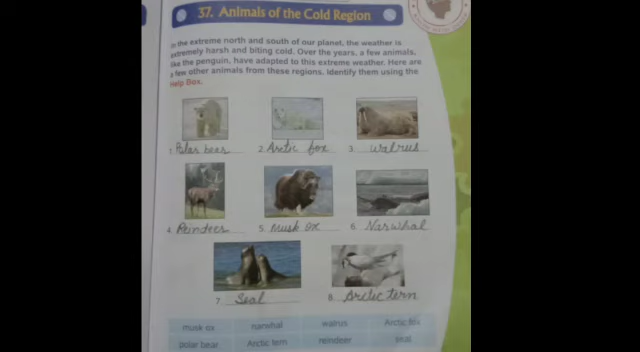 37. Animals of the Cold Region
In the extreme north and south of our planet, the weather is
extremely harsh and biting cold. Over the years, a few animals,
like the penguin, have adapted to this extreme weather. Here are
a few other animals from these regions. Identify them using the
Help Box.
1. Polar bear 2. Arctic fox 3. walrus
4. Reindeer 5. Musk ox 6. Narwhal
7. Seal 8. Arctic tern
musk ox narwhal walrus Arctic fox
polar bear Arctic tern reindeer seal